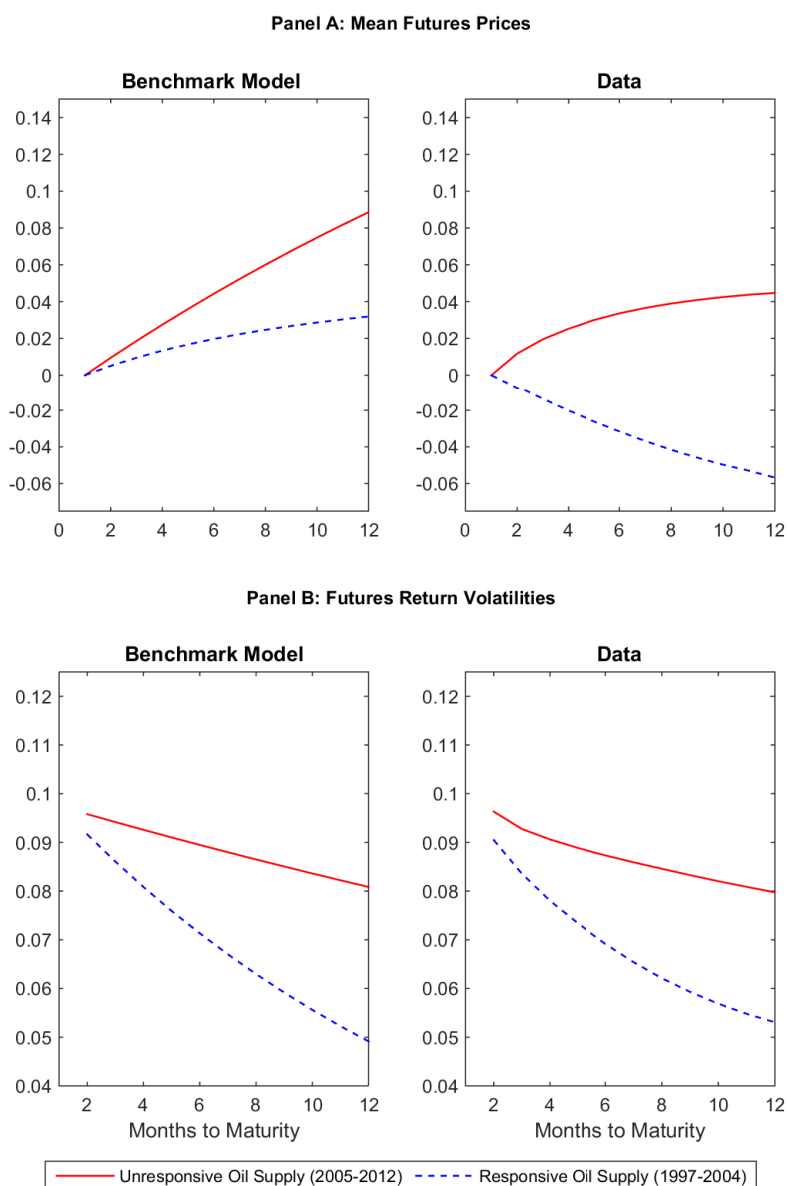 Panel A: Mean Futures Prices
Benchmark Model
Data
0.14
0.12
0.1
0.08
0.06
0.04
0.02
0
-0.02
-0.04
-0.06
0 2 4 6 8 10 12
0.14
0.12
0.1
0.08
0.06
0.04
0.02
0
-0.02
-0.04
-0.06
0 2 4 6 8 10 12
Panel B: Futures Return Volatilities
Benchmark Model
Data
0.12
0.11
0.1
0.09
0.08
0.07
0.06
0.05
0.04
2 4 6 8 10 12
Months to Maturity
0.12
0.11
0.1
0.09
0.08
0.07
0.06
0.05
0.04
2 4 6 8 10 12
Months to Maturity
Unresponsive Oil Supply (2005-2012)
Responsive Oil Supply (1997-2004)